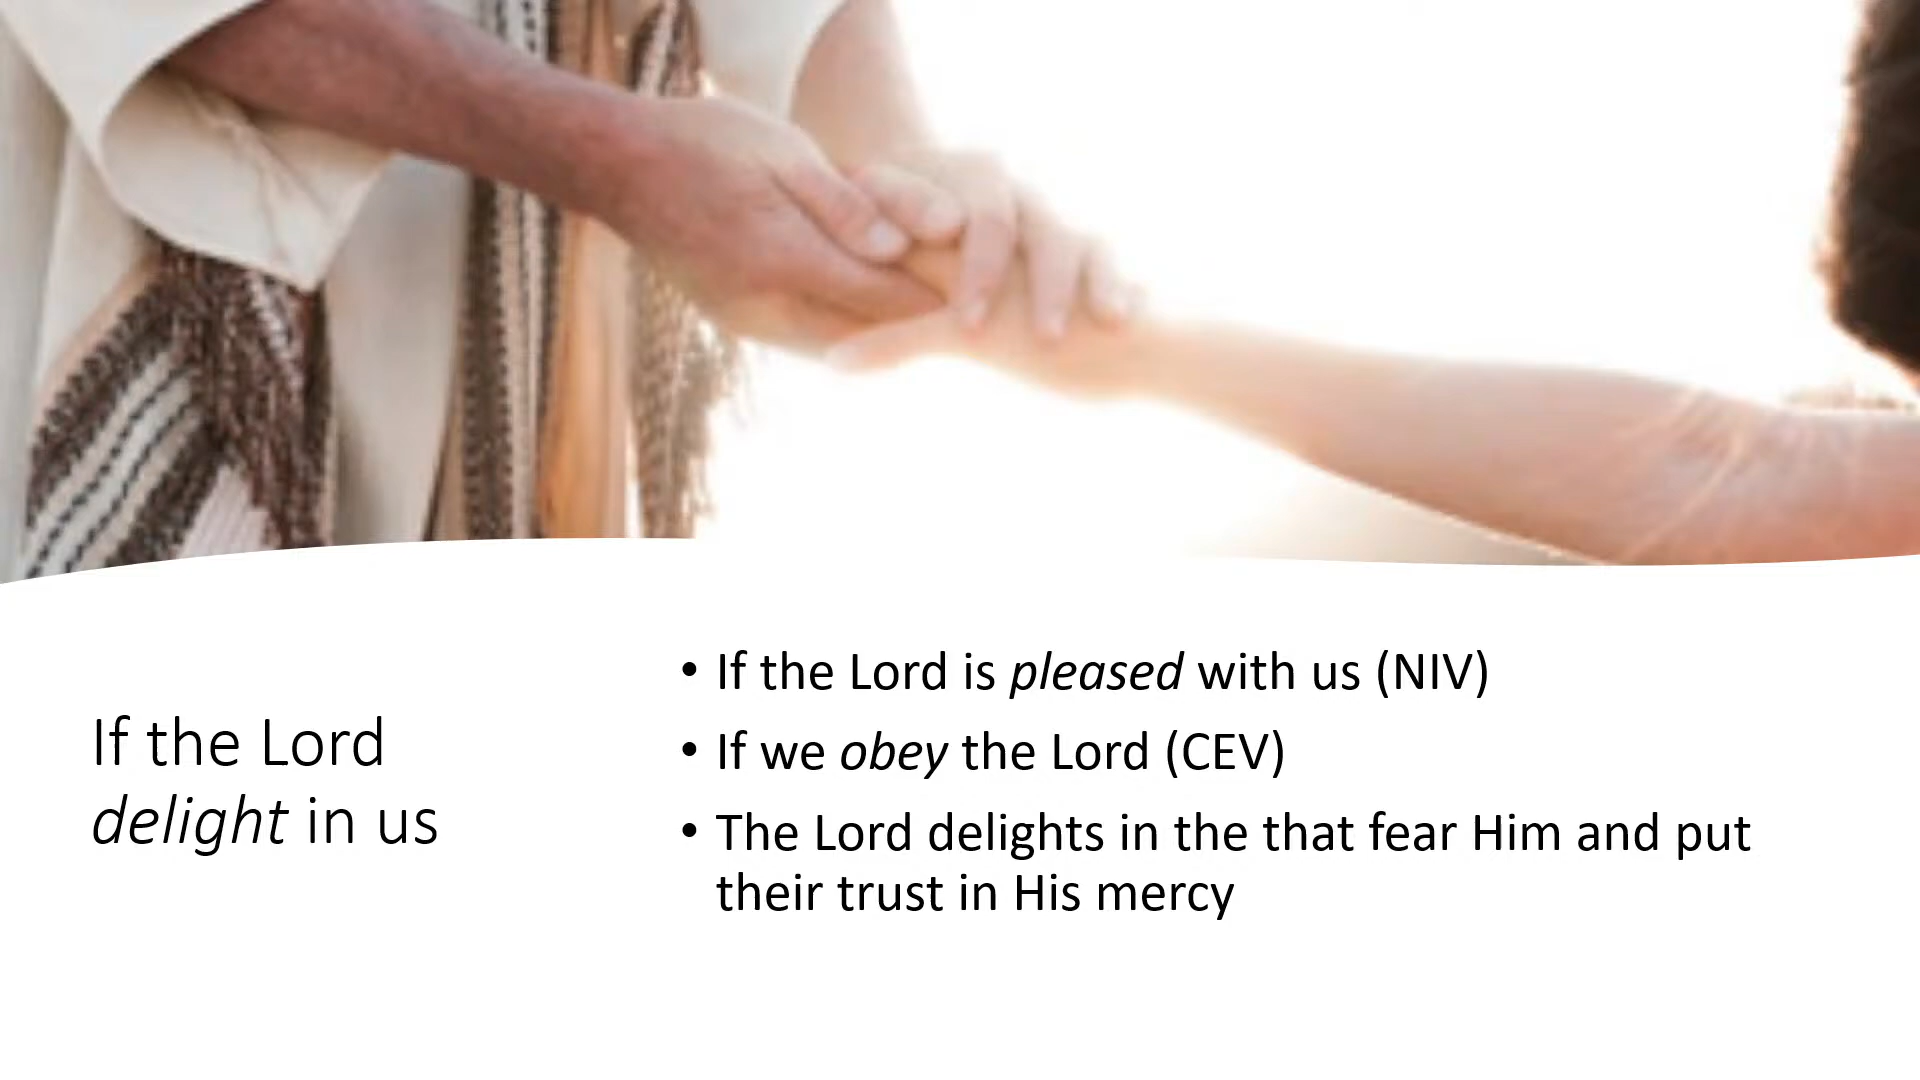 If the Lord
delight in us
• If the Lord is pleased with us (NIV)
• If we obey the Lord (CEV)
• The Lord delights in the that fear Him and put
their trust in His mercy